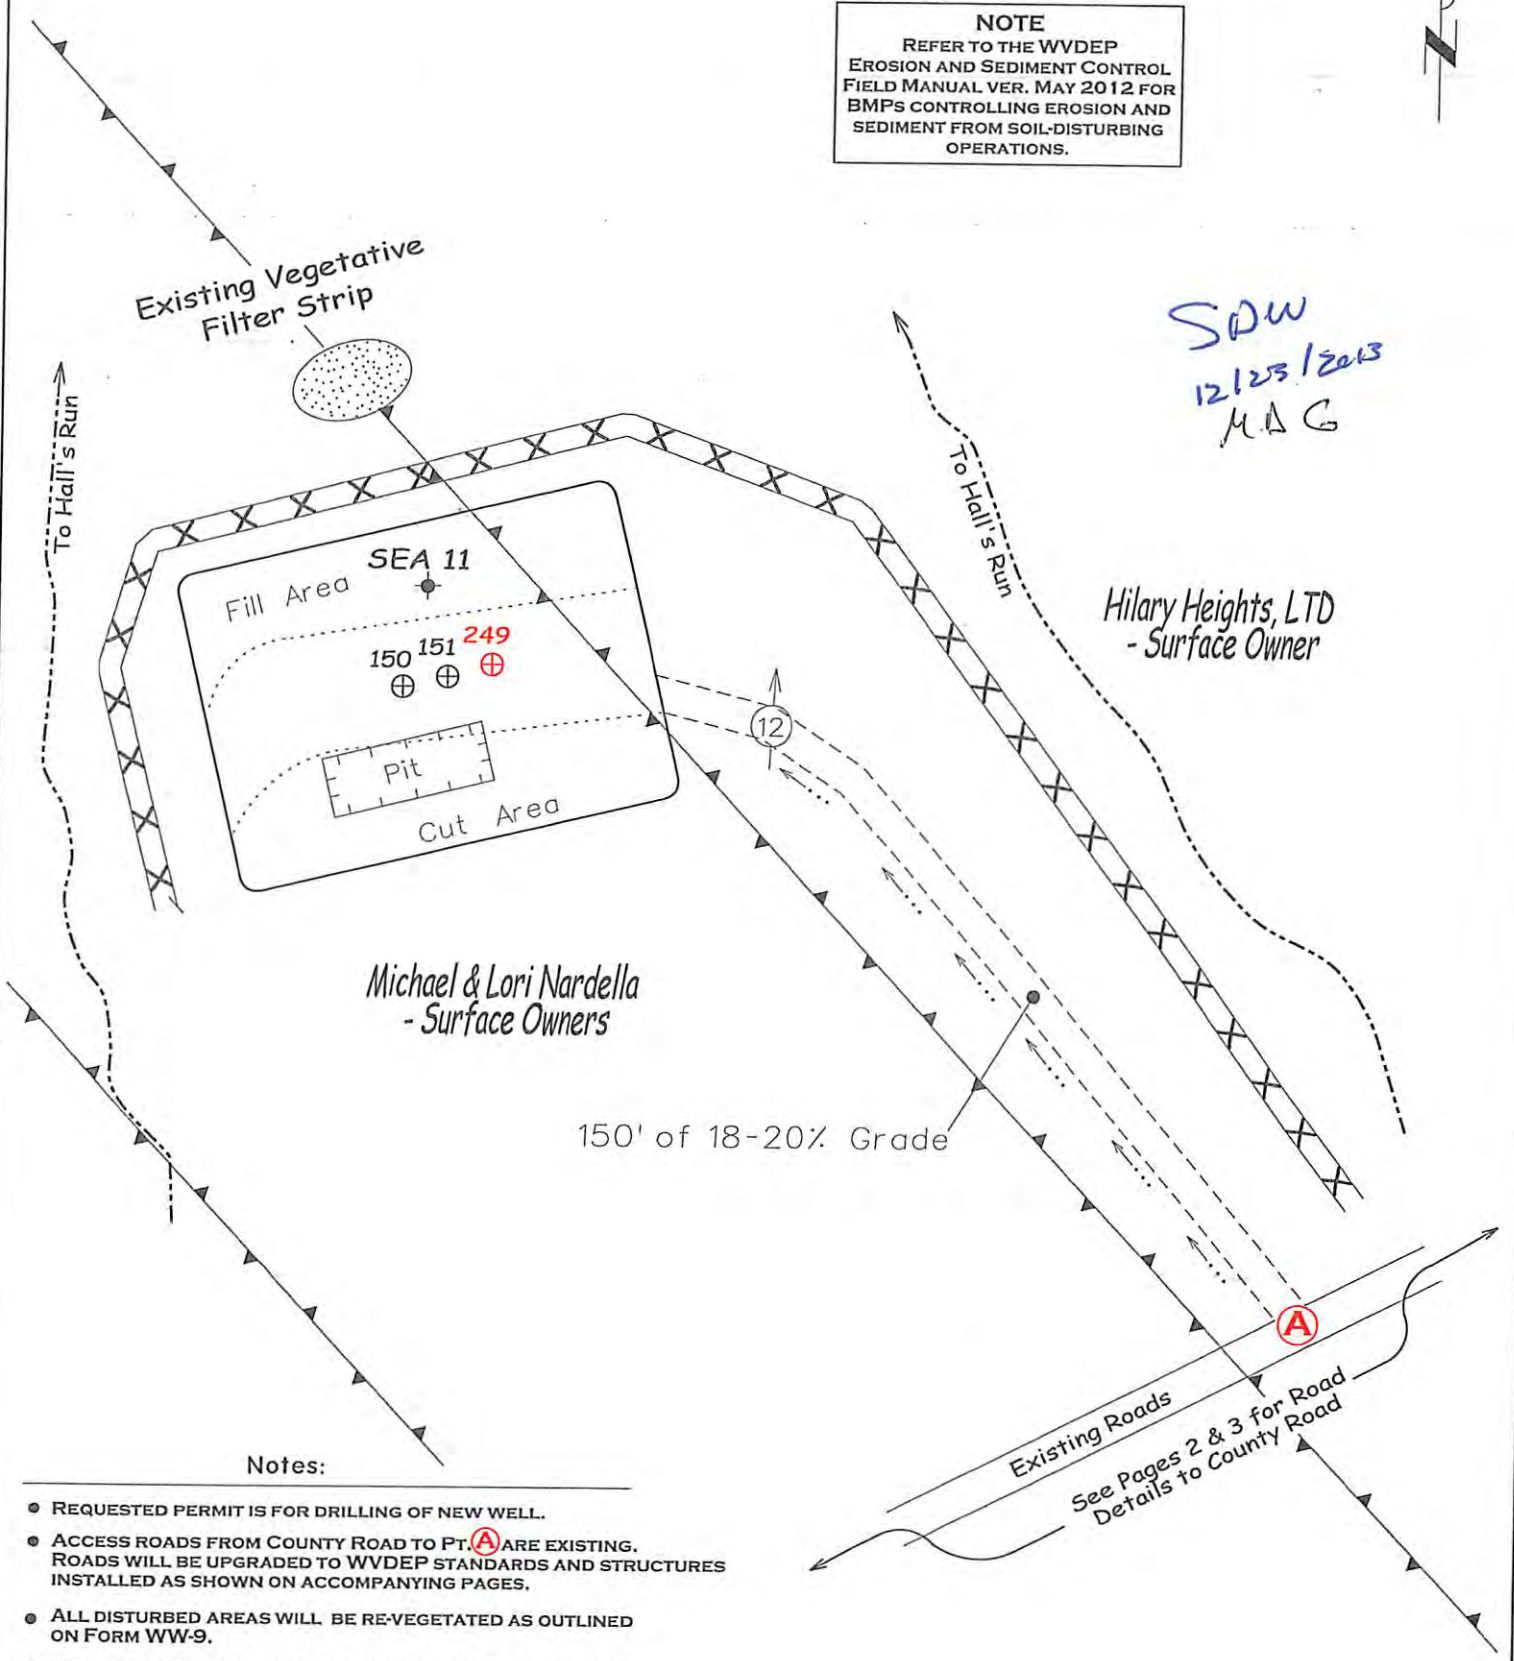 NOTE
REFER TO THE WVDEP
EROSION AND SEDIMENT CONTROL
FIELD MANUAL VER. MAY 2012 FOR
BMPS CONTROLLING EROSION AND
SEDIMENT FROM SOIL-DISTURBING
OPERATIONS.
Existing Vegetative
Filter Strip
SDW
12/23/2013
MDG
To Hall's Run
To Hall's Run
SEA 11
Fill Area
150 151 249
Hilary Heights, LTD
- Surface Owner
12
Pit
Cut Area
Michael & Lori Nardella
- Surface Owners
150' of 18-20% Grade
A
Existing Roads
See Pages 2 & 3 for Road
Details to County Road
Notes:
REQUESTED PERMIT IS FOR DRILLING OF NEW WELL.
ACCESS ROADS FROM COUNTY ROAD TO PT. A ARE EXISTING.
ROADS WILL BE UPGRADED TO WVDEP STANDARDS AND STRUCTURES
INSTALLED AS SHOWN ON ACCOMPANYING PAGES.
ALL DISTURBED AREAS WILL BE RE-VEGETATED AS OUTLINED
ON FORM WW-9.